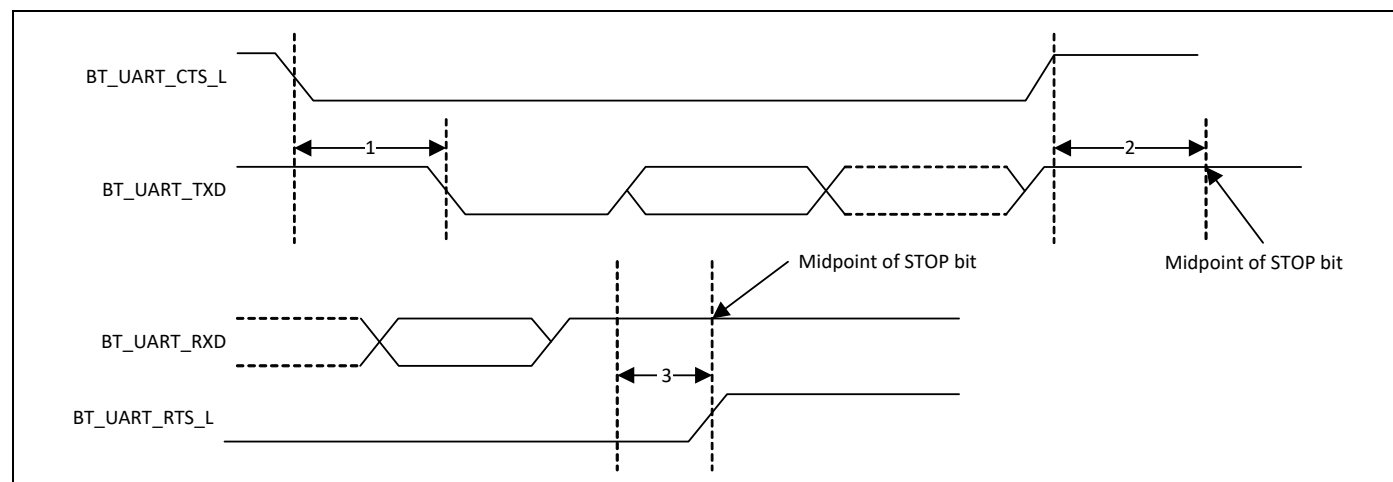 BT_UART_CTS_L
1
2
BT_UART_TXD
Midpoint of STOP bit
Midpoint of STOP bit
BT_UART_RXD
3
BT_UART_RTS_L